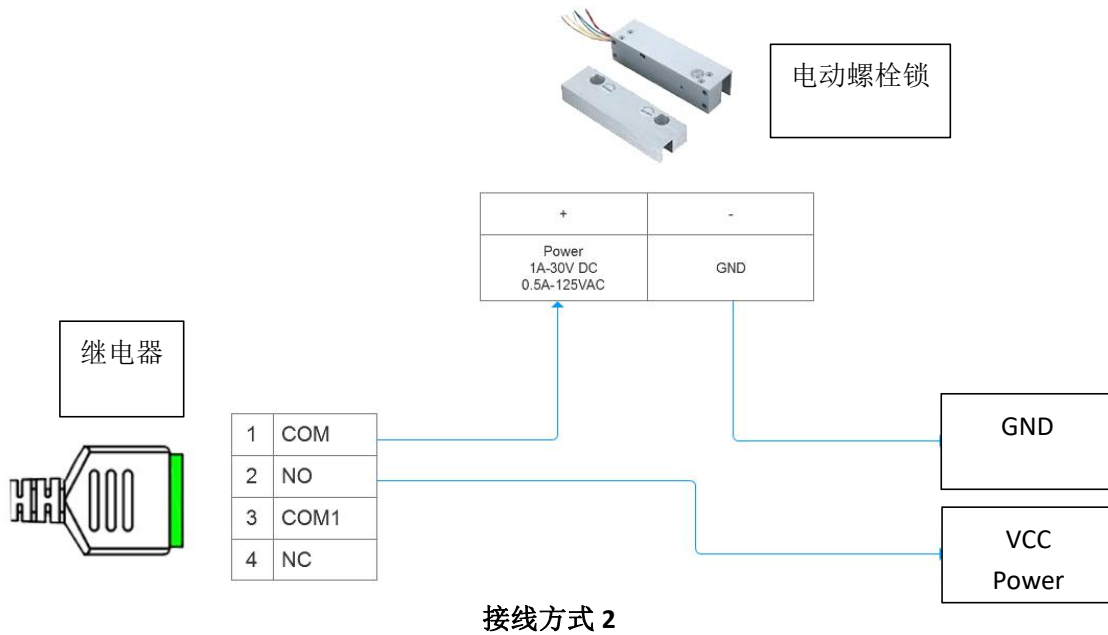 电动螺栓锁
+ -
Power
1A-30V DC
0.5A-125VAC
GND
继电器
1 COM
2 NO
3 COM1
4 NC
GND
VCC
Power
接线方式 2